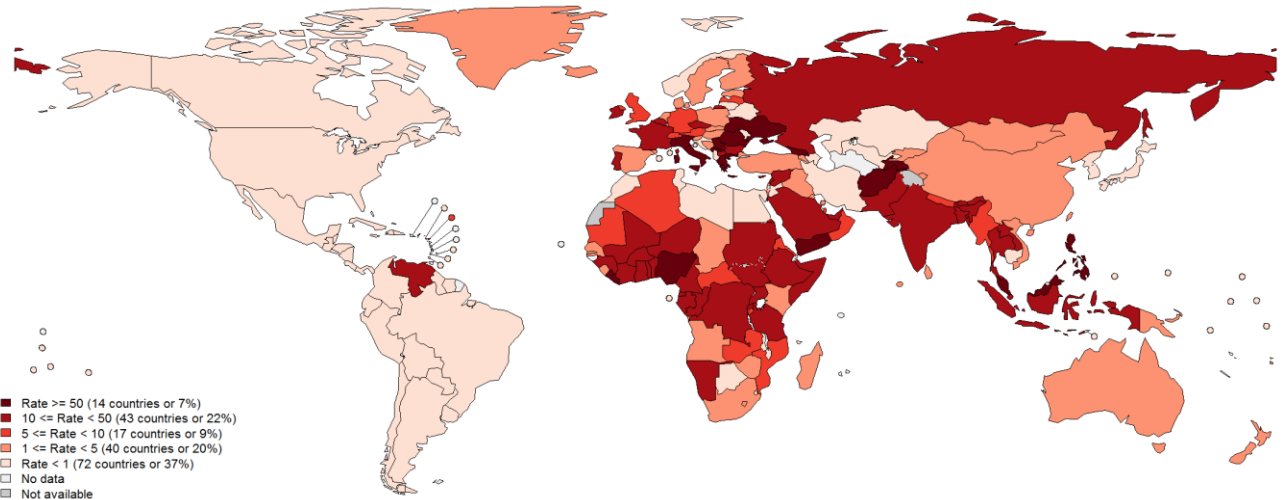 Rate >= 50 (14 countries or 7%)
10 <= Rate < 50 (43 countries or 22%)
5 <= Rate < 10 (17 countries or 9%)
1 <= Rate < 5 (40 countries or 20%)
Rate < 1 (72 countries or 37%)
No data
Not available